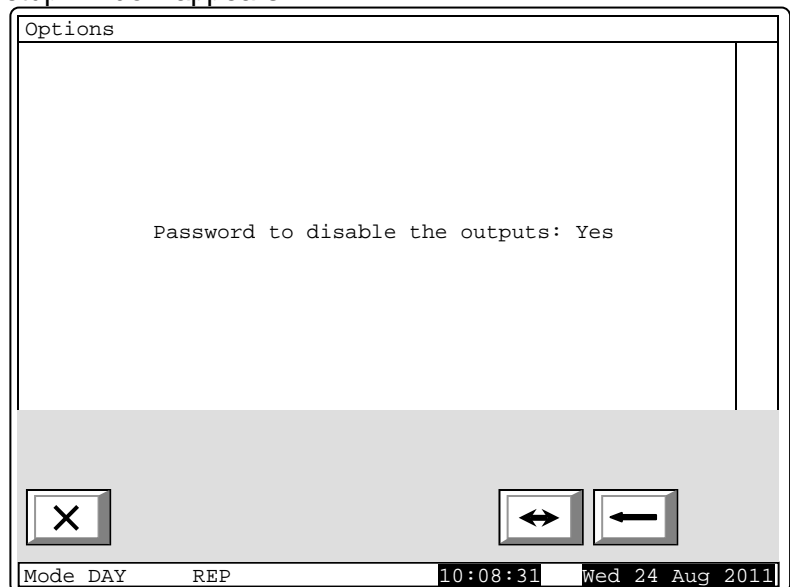 Options
Password to disable the outputs: Yes
Mode DAY REP 10:08:31 Wed 24 Aug 2011